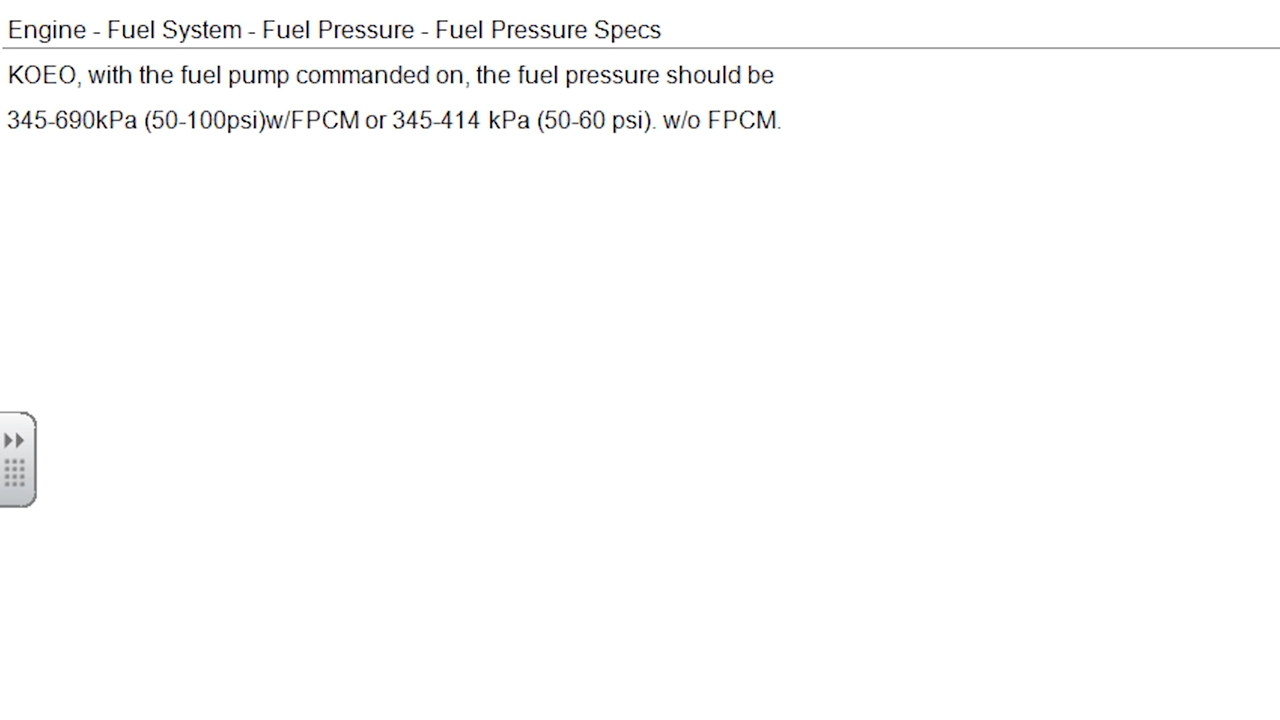 Engine - Fuel System - Fuel Pressure - Fuel Pressure Specs
KOEO, with the fuel pump commanded on, the fuel pressure should be
345-690kPa (50-100psi)w/FPCM or 345-414 kPa (50-60 psi). w/o FPCM.